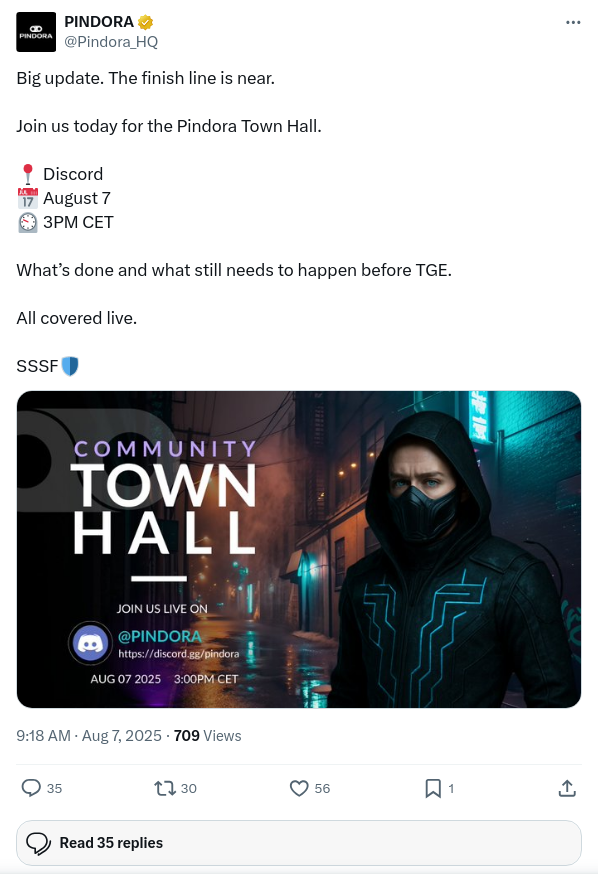 PINDORA
PINDORA
@Pindora_HQ
Big update. The finish line is near.
Join us today for the Pindora Town Hall.
📍 Discord
📅 August 7
⏲️ 3PM CET
What’s done and what still needs to happen before TGE.
All covered live.
SSSF🛡️
COMMUNITY
TOWN
HALL
JOIN US LIVE ON
@PINDORA
https://discord.gg/pindora
AUG 07 2025 3:00PM CET
9:18 AM · Aug 7, 2025 · 709 Views
35 30 56 1
Read 35 replies